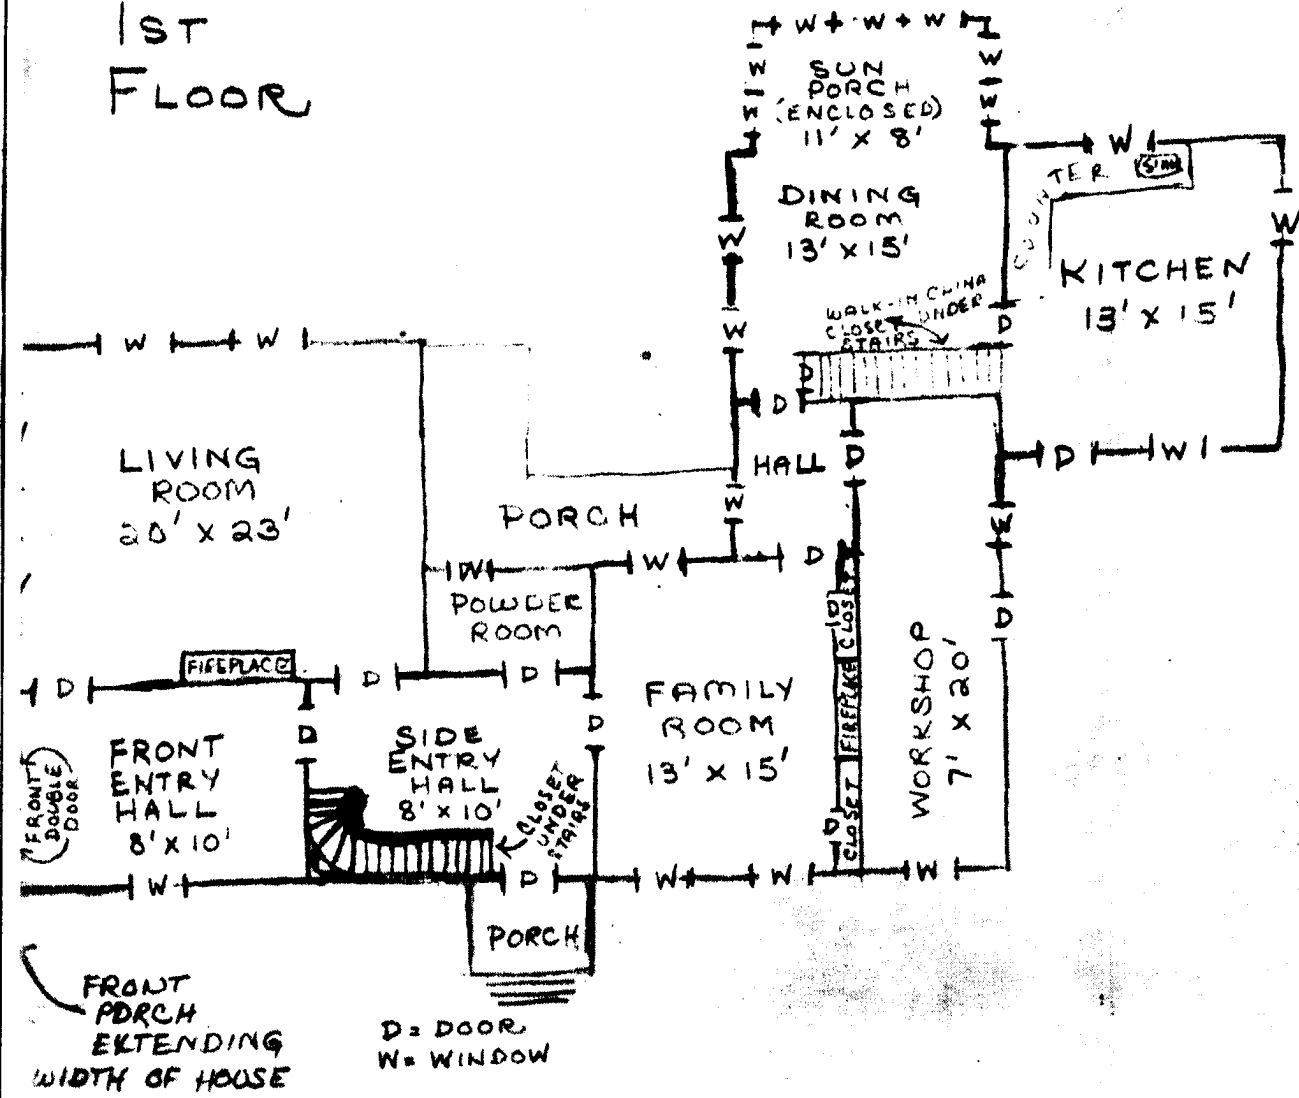 1ST
FLOOR
W W W
W
W
W
W
SUN
PORCH
(ENCLOSED)
11' X 8'
W
SINK
COUNTER
W
DINING
ROOM
13' X 15'
W
W
KITCHEN
13' X 15'
D
WALK-IN CHINA
CLOSET UNDER
STAIRS
D
D
D
D
W
W
W
HALL
W
D
W W
LIVING
ROOM
20' X 23'
PORCH
W
W
D
POWDER
ROOM
D
FIREPLACE
D
D
D
D
D
FRONT
ENTRY
HALL
8' X 10'
FRONT
DOUBLE
DOOR
SIDE
ENTRY
HALL
8' X 10'
CLOSET
UNDER
STAIRS
FAMILY
ROOM
13' X 15'
D
CLOSET
FIREPLACE
D
CLOSET
WORKSHOP
7' X 20'
W
D
W
W
W
W
PORCH
FRONT
PORCH
EXTENDING
WIDTH OF HOUSE
D = DOOR
W = WINDOW